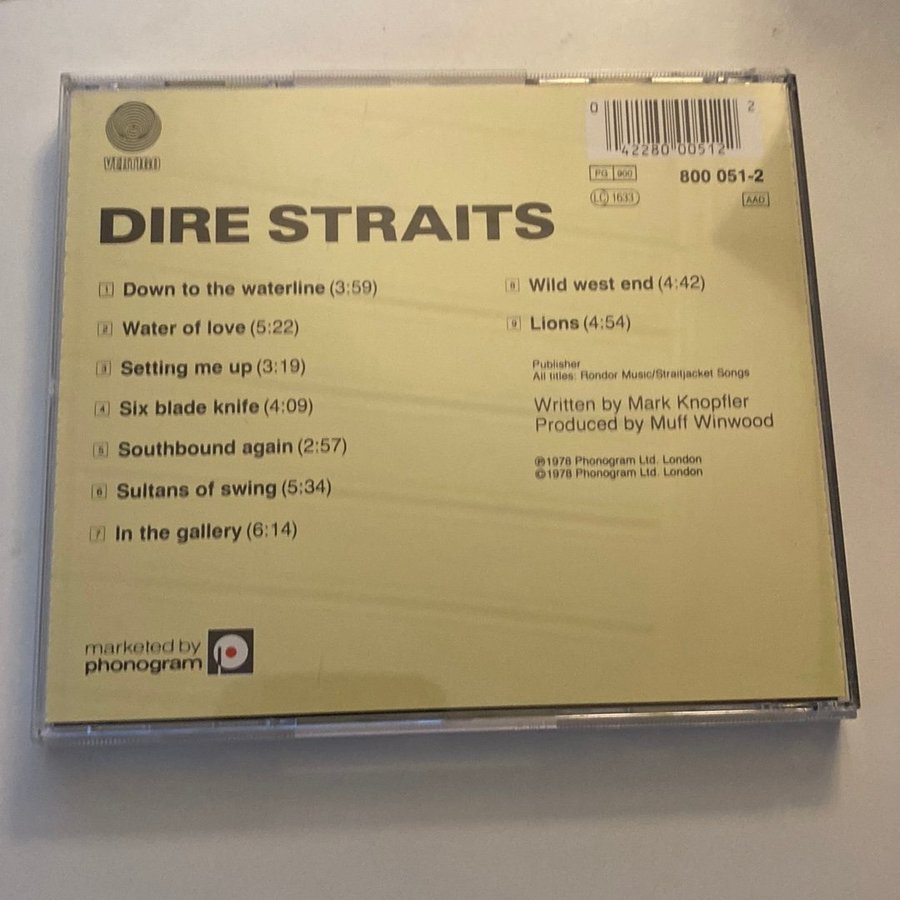 VERTIGO
0 42280 00512 2
PG 900
800 051-2
LC 1633
AAD
DIRE STRAITS
1 Down to the waterline (3:59)
2 Water of love (5:22)
3 Setting me up (3:19)
4 Six blade knife (4:09)
5 Southbound again (2:57)
6 Sultans of swing (5:34)
7 In the gallery (6:14)
8 Wild west end (4:42)
9 Lions (4:54)
Publisher
All titles: Rondor Music/Straitjacket Songs
Written by Mark Knopfler
Produced by Muff Winwood
℗1978 Phonogram Ltd. London
©1978 Phonogram Ltd. London
marketed by
phonogram